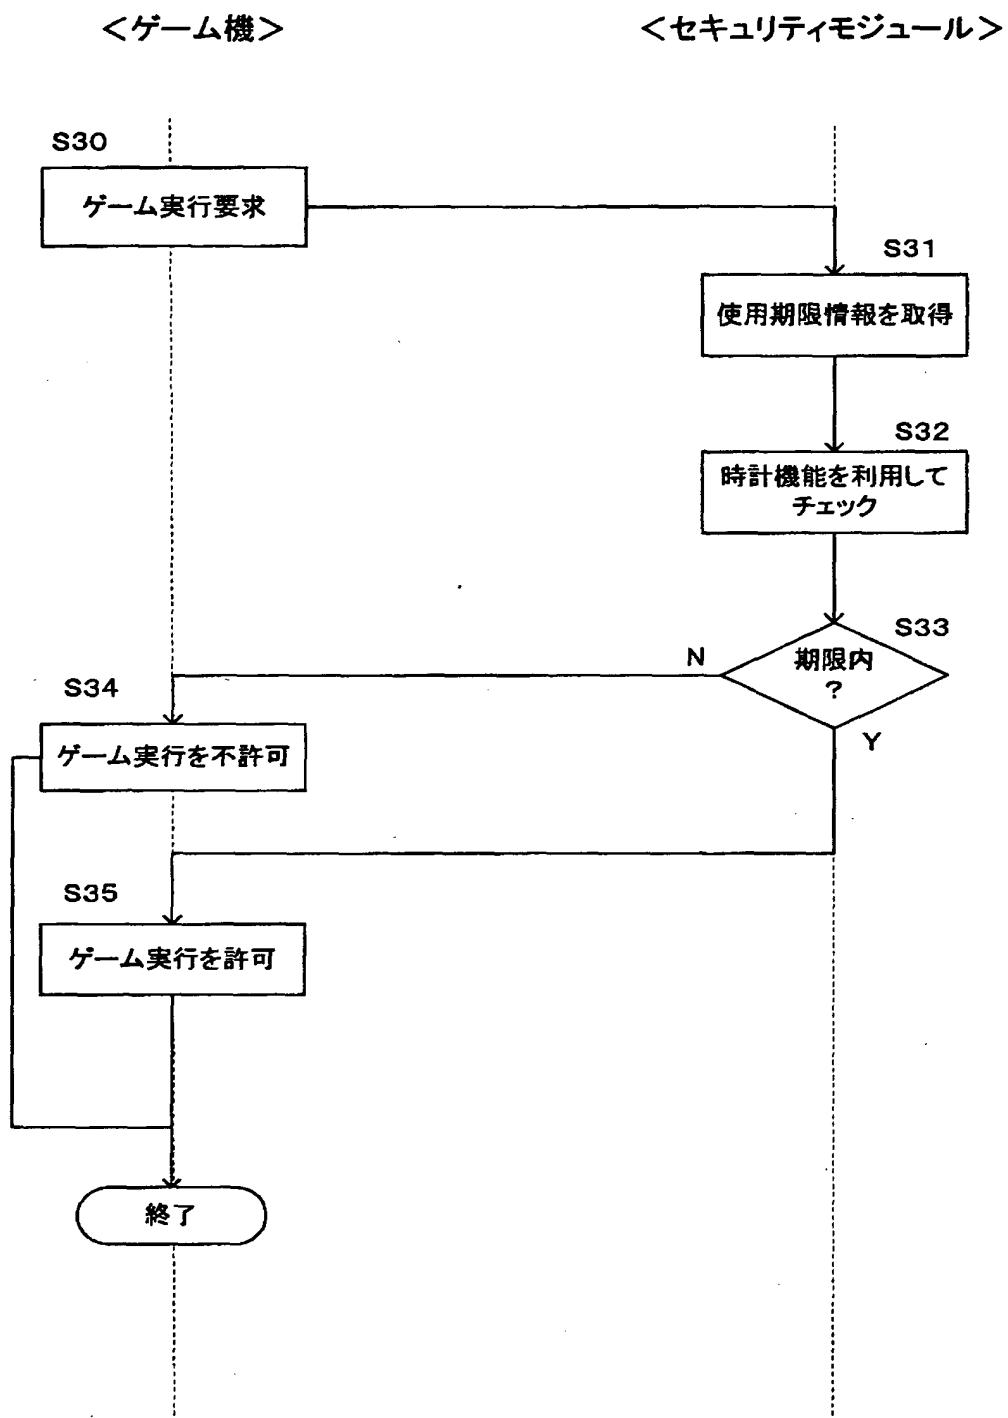 ＜ゲーム機＞
＜セキュリティモジュール＞
S30
ゲーム実行要求
S31
使用期限情報を取得
S32
時計機能を利用して
チェック
S33
期限内
？
N
Y
S34
ゲーム実行を不許可
S35
ゲーム実行を許可
終了